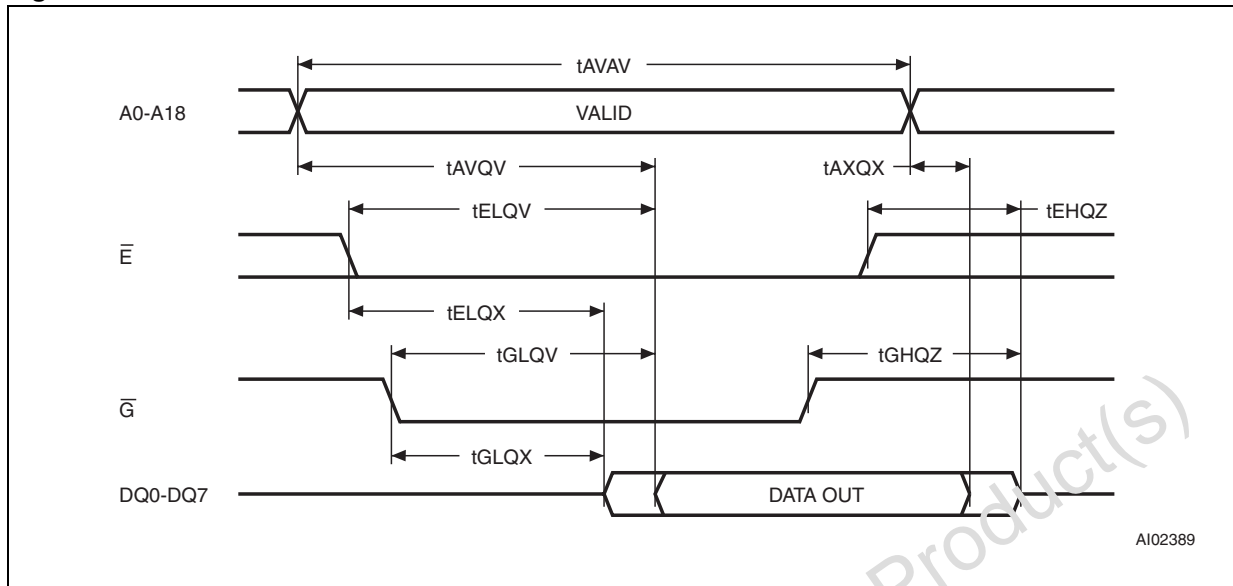 tAVAV
A0-A18
VALID
tAVQV
tAXQX
tELQV
tEHQZ
E̅
tELQX
tGLQV
tGHQZ
G̅
tGLQX
DQ0-DQ7
DATA OUT
Product(s)
AI02389